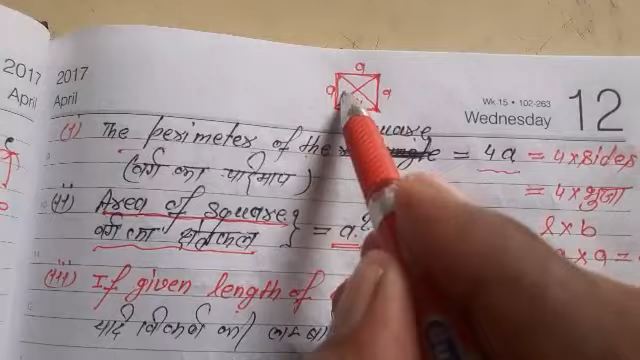 2017
April
2017
April
Wk 15 • 102-263
Wednesday 12
a
a a
(i) The perimeter of the square = 4a = 4×sides
(वर्ग का परिमाप) = 4×भुजा
(ii) Area of square } = a² l×b
वर्ग का क्षेत्रफल a×a =
(iii) If given length of
यदि विकर्ण का